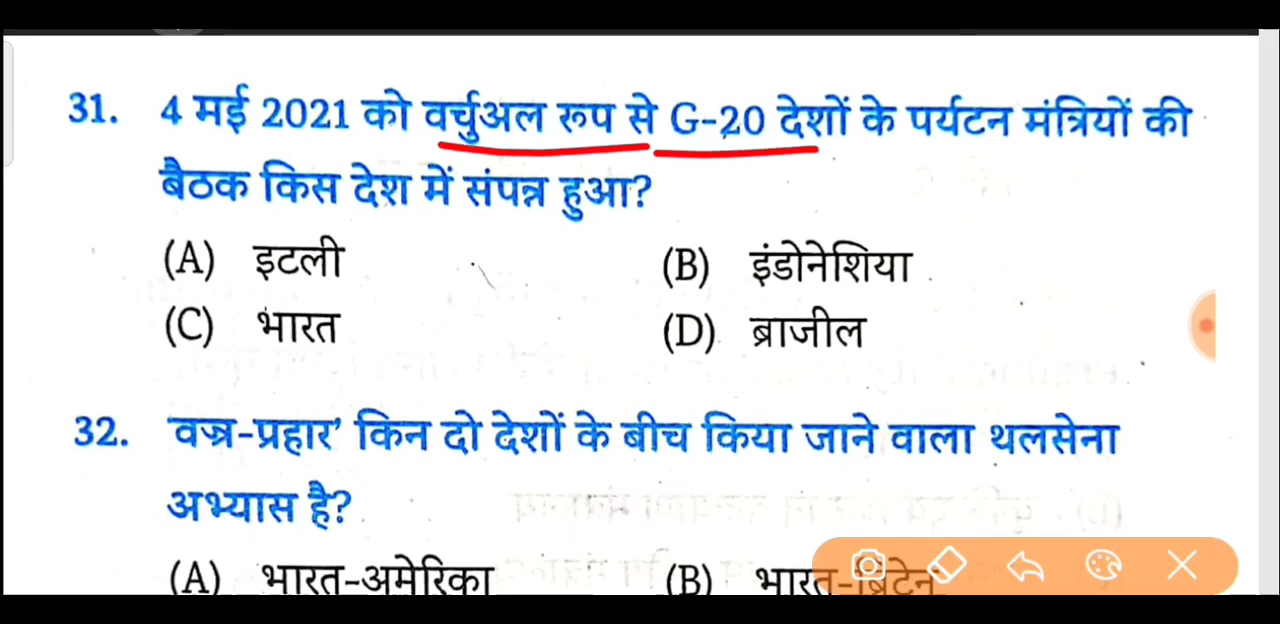 31. 4 मई 2021 को वर्चुअल रूप से G-20 देशों के पर्यटन मंत्रियों की
बैठक किस देश में संपन्न हुआ?
(A) इटली (B) इंडोनेशिया
(C) भारत (D) ब्राजील
32. 'वज्र-प्रहार' किन दो देशों के बीच किया जाने वाला थलसेना
अभ्यास है?
(A) भारत-अमेरिका (B) भारत-ब्रिटेन